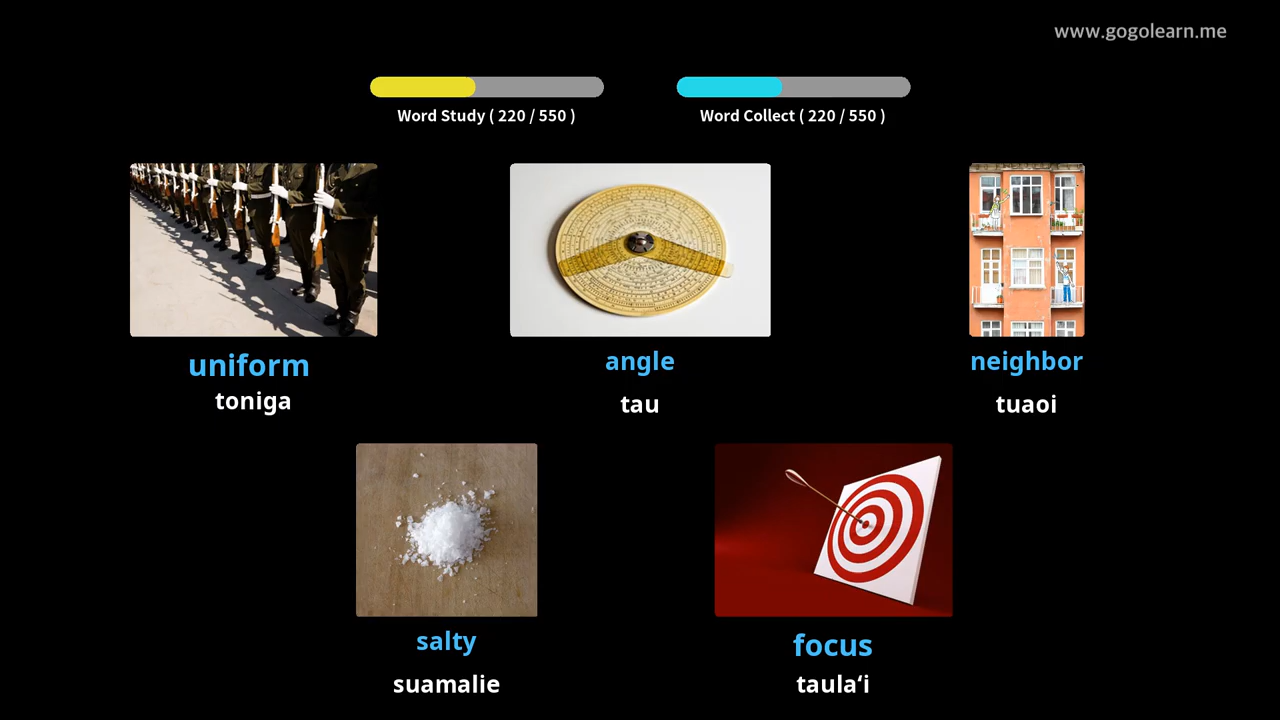 www.gogolearn.me
Word Study ( 220 / 550 )
Word Collect ( 220 / 550 )
uniform
toniga
angle
tau
neighbor
tuaoi
salty
suamalie
focus
taulaʻi